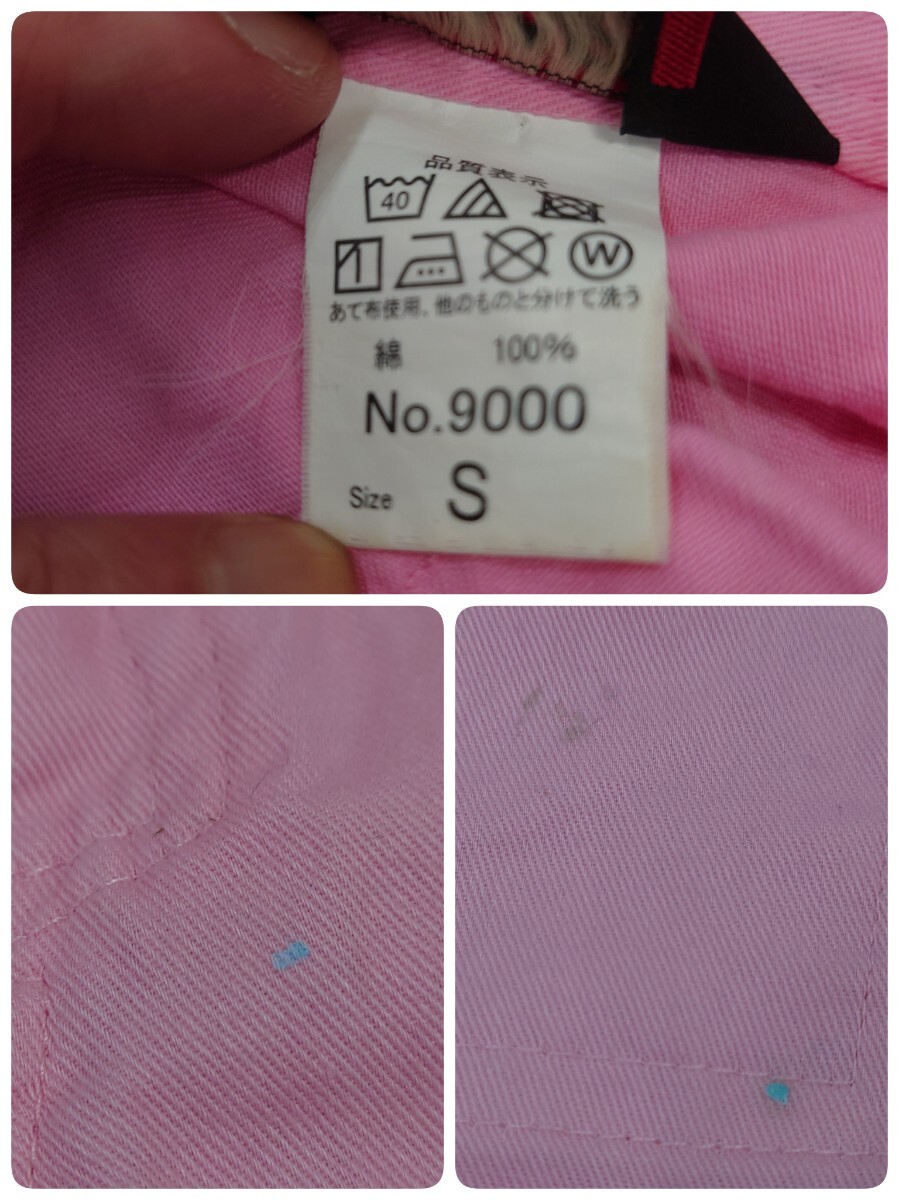 品質表示
40
W
あて布使用、他のものと分けて洗う
綿 100%
No.9000
Size S